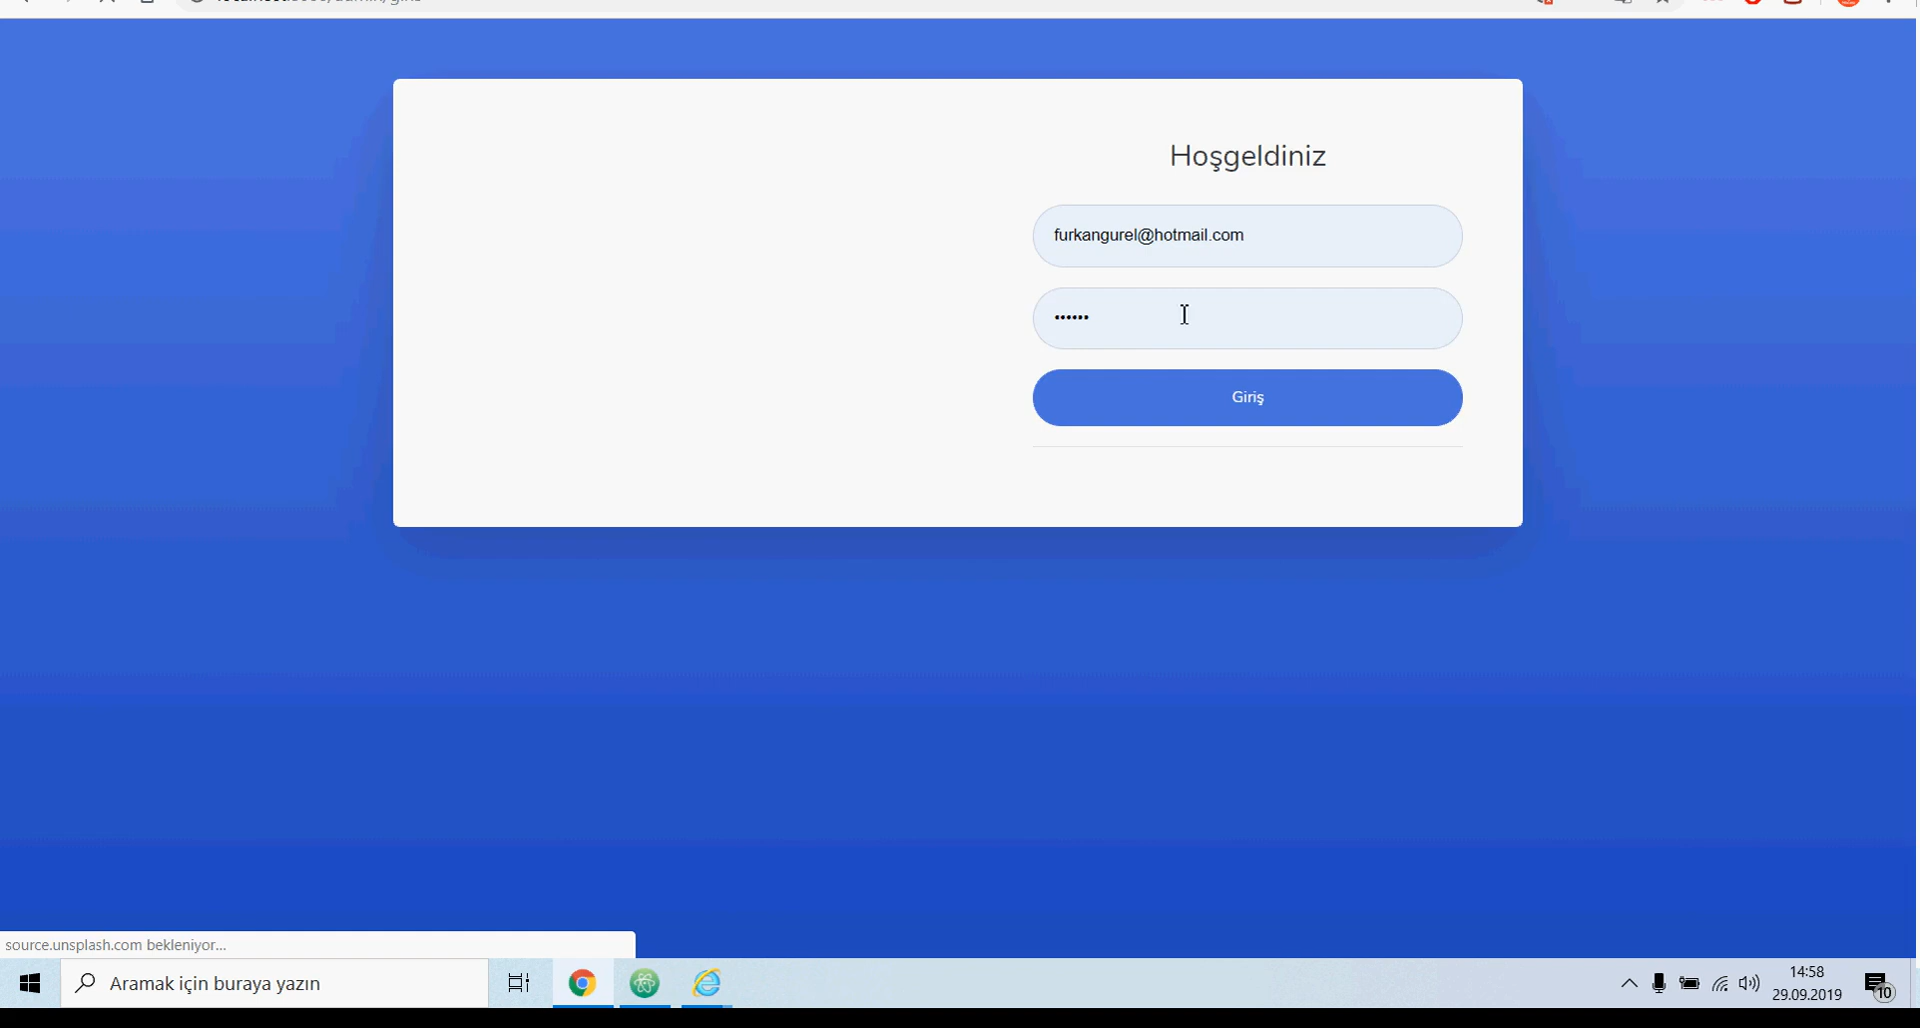 Hoşgeldiniz
furkangurel@hotmail.com
••••••
Giriş
source.unsplash.com bekleniyor...
Aramak için buraya yazın
14:58
29.09.2019
10